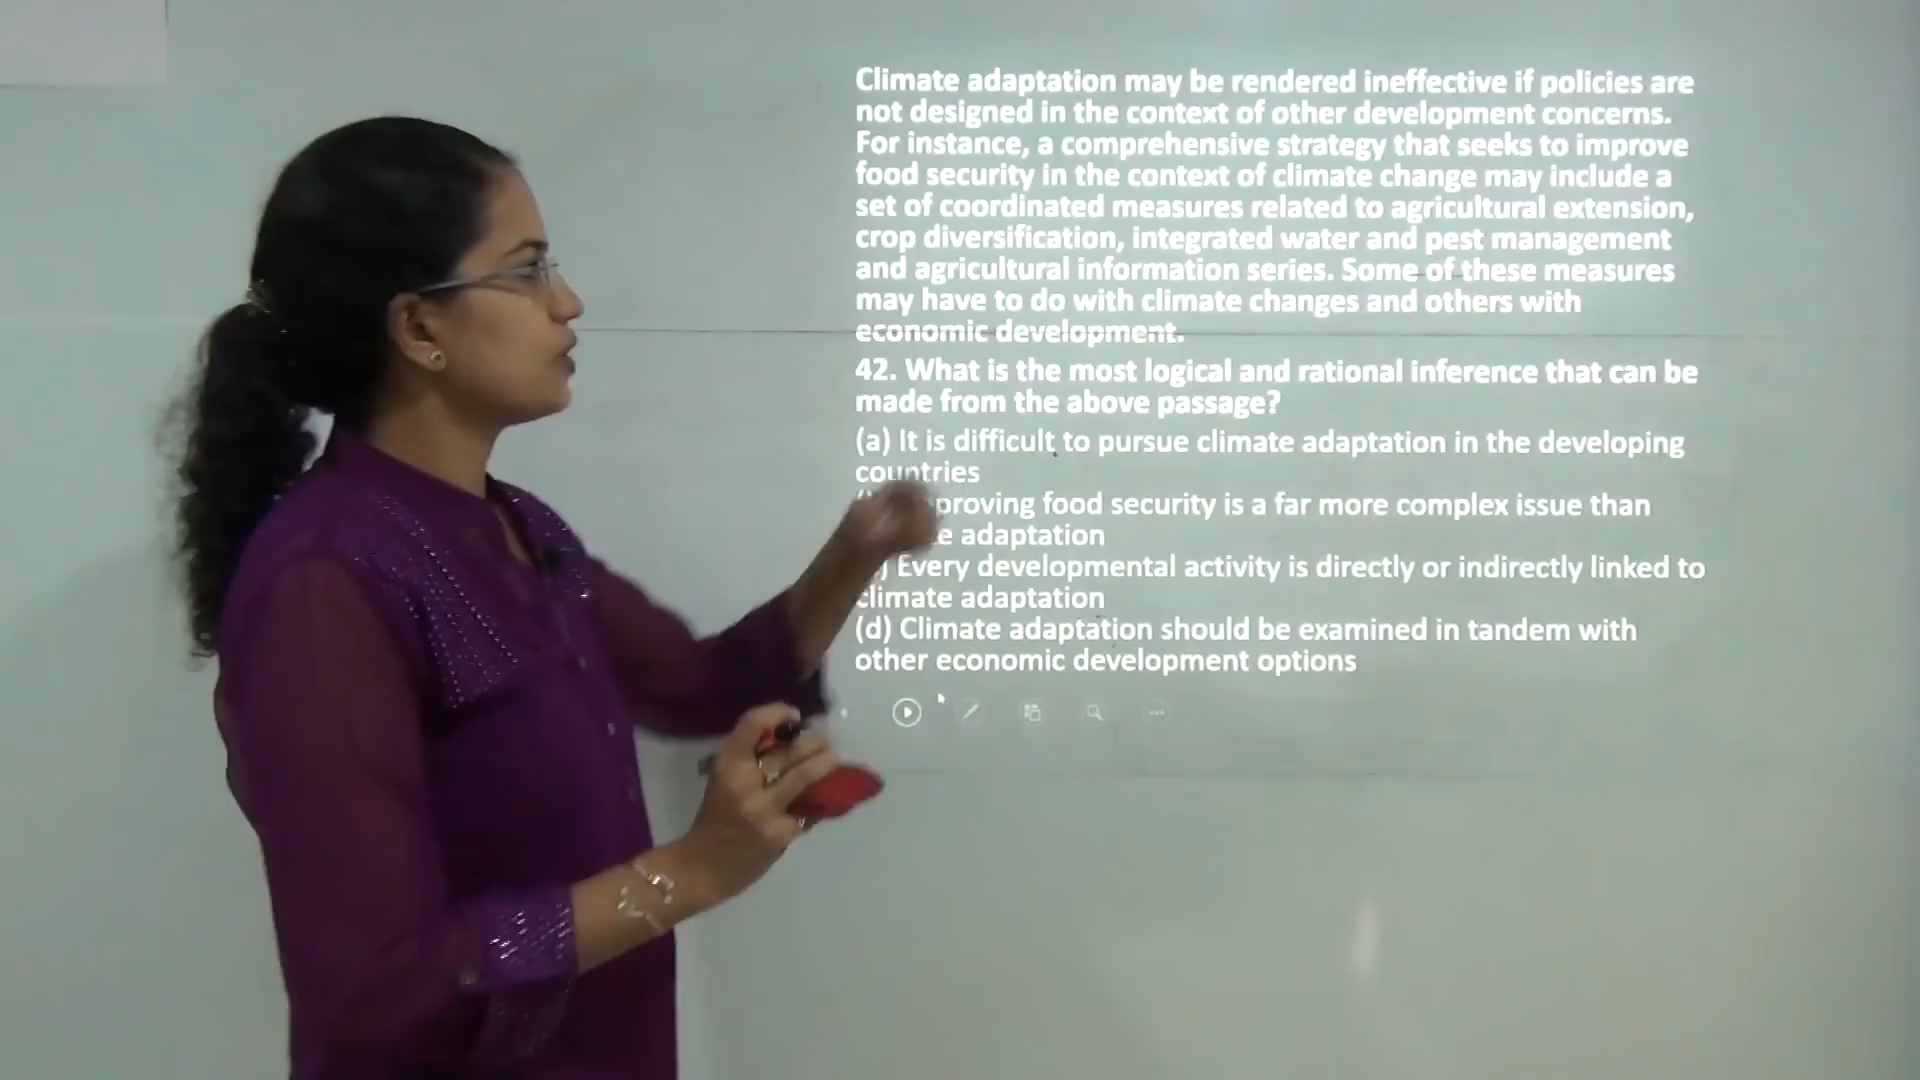 Climate adaptation may be rendered ineffective if policies are
not designed in the context of other development concerns.
For instance, a comprehensive strategy that seeks to improve
food security in the context of climate change may include a
set of coordinated measures related to agricultural extension,
crop diversification, integrated water and pest management
and agricultural information series. Some of these measures
may have to do with climate changes and others with
economic development.
42. What is the most logical and rational inference that can be
made from the above passage?
(a) It is difficult to pursue climate adaptation in the developing
countries
food security is a far more complex issue than
adaptation
Every developmental activity is directly or indirectly linked to
climate adaptation
(d) Climate adaptation should be examined in tandem with
other economic development options